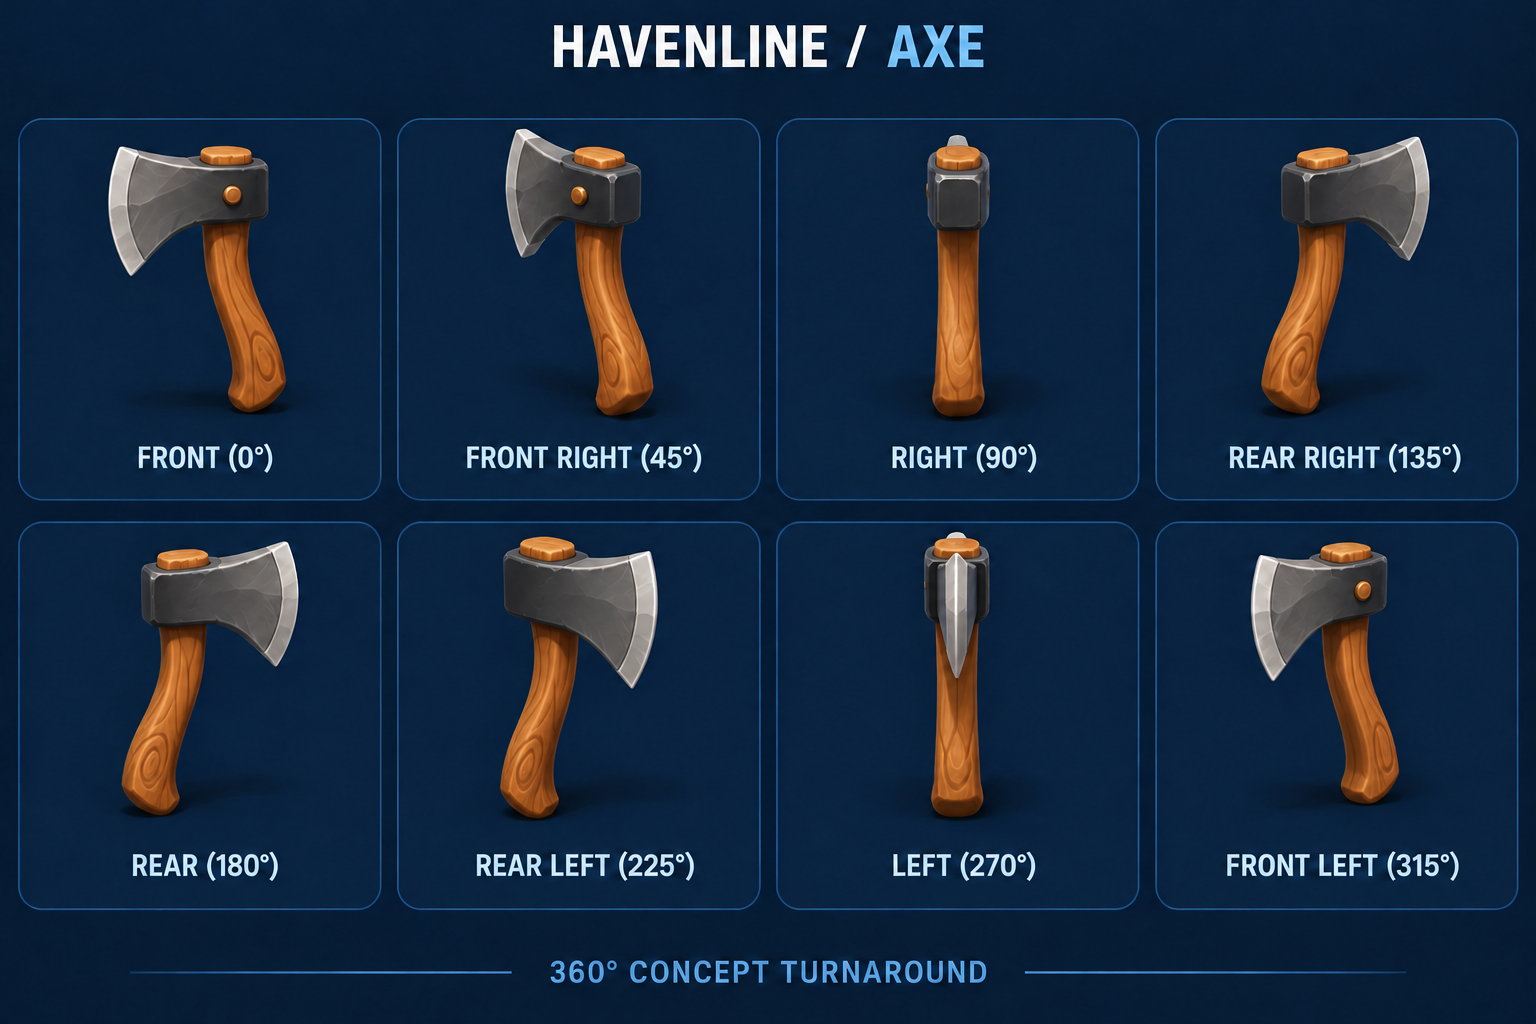 HAVENLINE / AXE
FRONT (0°)
FRONT RIGHT (45°)
RIGHT (90°)
REAR RIGHT (135°)
REAR (180°)
REAR LEFT (225°)
LEFT (270°)
FRONT LEFT (315°)
360° CONCEPT TURNAROUND